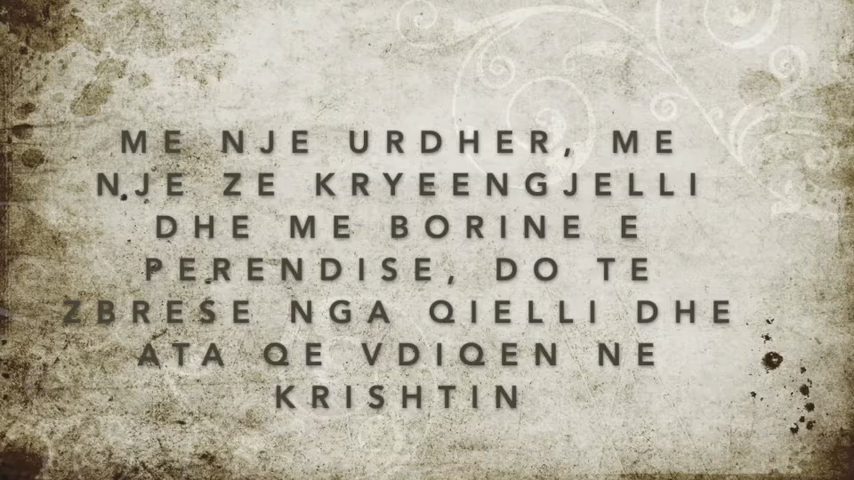 ME NJE URDHER, ME
NJE ZE KRYEENGJELLI
DHE ME BORINE E
PERENDISE, DO TE
ZBRESE NGA QIELLI DHE
ATA QE VDIQEN NE
KRISHTIN